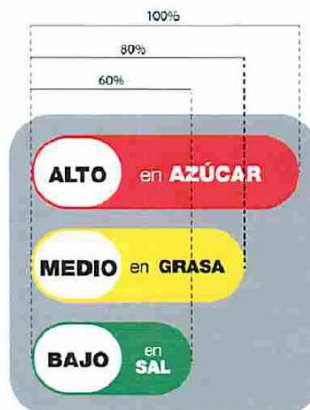 100%
80%
60%
ALTO en AZÚCAR
MEDIO en GRASA
BAJO en
SAL